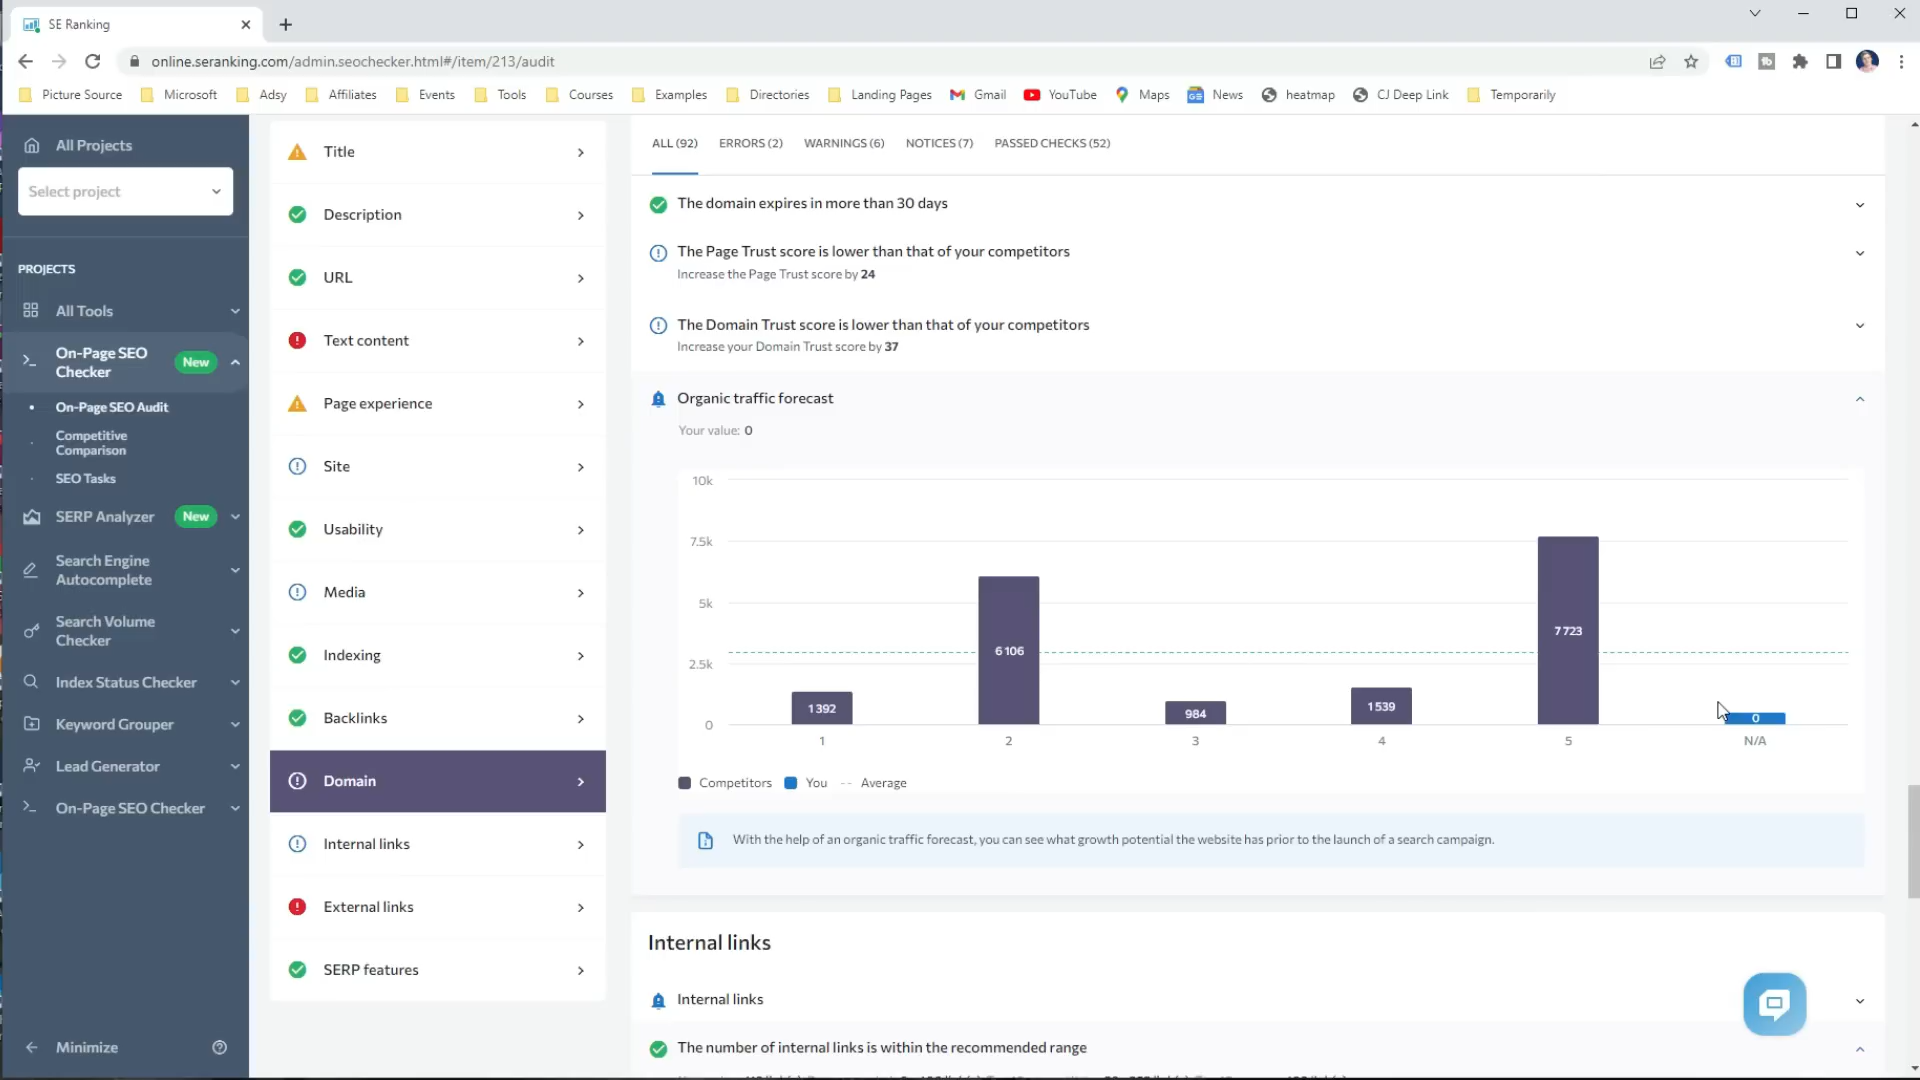 SE Ranking
online.seranking.com/admin.seochecker.html#/item/213/audit
Picture Source
Microsoft
Adsy
Affiliates
Events
Tools
Courses
Examples
Directories
Landing Pages
Gmail
YouTube
Maps
News
heatmap
CJ Deep Link
Temporarily
All Projects
Select project
PROJECTS
All Tools
On-Page SEO
Checker
New
On-Page SEO Audit
Competitive
Comparison
SEO Tasks
SERP Analyzer
New
Search Engine
Autocomplete
Search Volume
Checker
Index Status Checker
Keyword Grouper
Lead Generator
On-Page SEO Checker
Minimize
Title
Description
URL
Text content
Page experience
Site
Usability
Media
Indexing
Backlinks
Domain
Internal links
External links
SERP features
ALL (92)
ERRORS (2)
WARNINGS (6)
NOTICES (7)
PASSED CHECKS (52)
The domain expires in more than 30 days
The Page Trust score is lower than that of your competitors
Increase the Page Trust score by 24
The Domain Trust score is lower than that of your competitors
Increase your Domain Trust score by 37
Organic traffic forecast
Your value: 0
10k
7.5k
5k
2.5k
0
1 392
6 106
984
1 539
7 723
0
1
2
3
4
5
N/A
Competitors
You
Average
With the help of an organic traffic forecast, you can see what growth potential the website has prior to the launch of a search campaign.
Internal links
Internal links
The number of internal links is within the recommended range